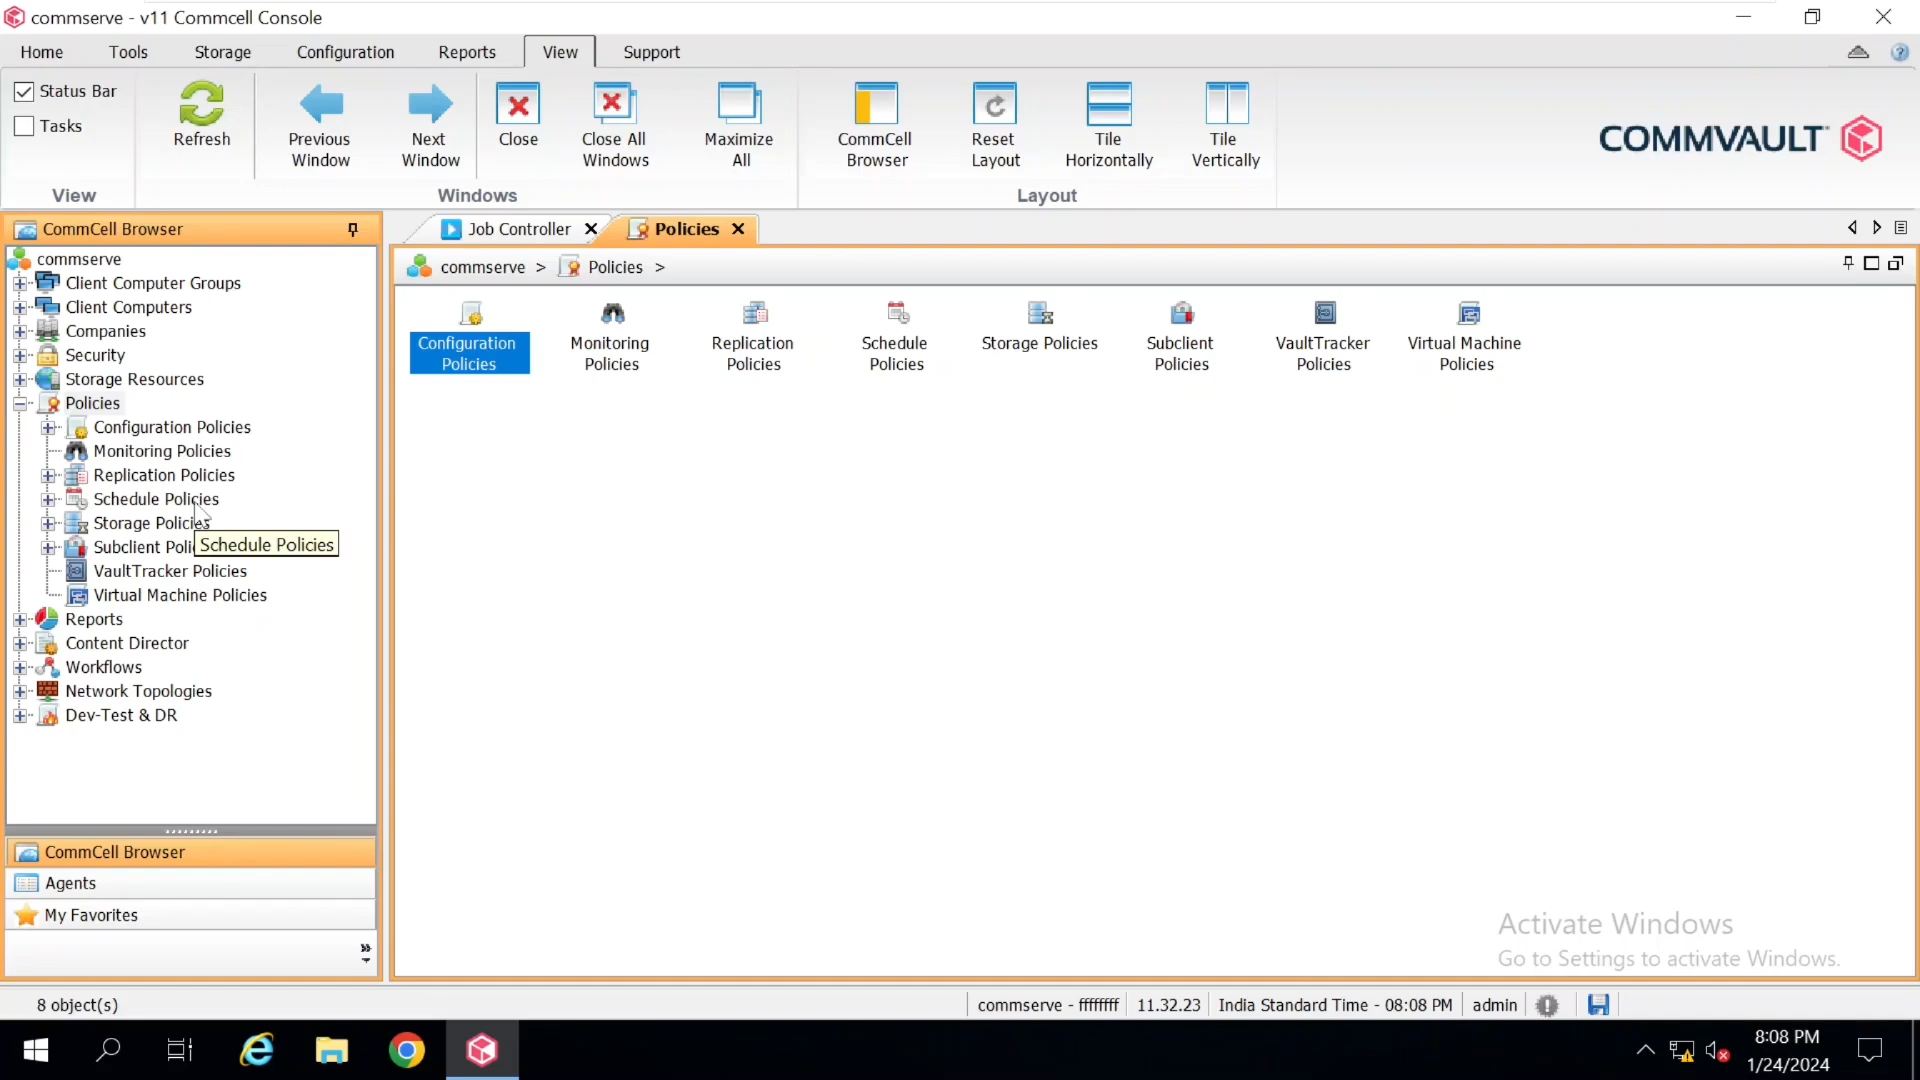 commserve - v11 Commcell Console
Home Tools Storage Configuration Reports View Support
Status Bar
Tasks
Refresh
Previous Window
Next Window
Close
Close All Windows
Maximize All
CommCell Browser
Reset Layout
Tile Horizontally
Tile Vertically
View
Windows
Layout
COMMVAULT
CommCell Browser
commserve
Client Computer Groups
Client Computers
Companies
Security
Storage Resources
Policies
Configuration Policies
Monitoring Policies
Replication Policies
Schedule Policies
Storage Policies
Subclient Poli
Schedule Policies
VaultTracker Policies
Virtual Machine Policies
Reports
Content Director
Workflows
Network Topologies
Dev-Test & DR
CommCell Browser
Agents
My Favorites
Job Controller
Policies
commserve > Policies >
Configuration Policies
Monitoring Policies
Replication Policies
Schedule Policies
Storage Policies
Subclient Policies
VaultTracker Policies
Virtual Machine Policies
Activate Windows
Go to Settings to activate Windows.
8 object(s)
commserve - ffffffff 11.32.23 India Standard Time - 08:08 PM admin
8:08 PM
1/24/2024